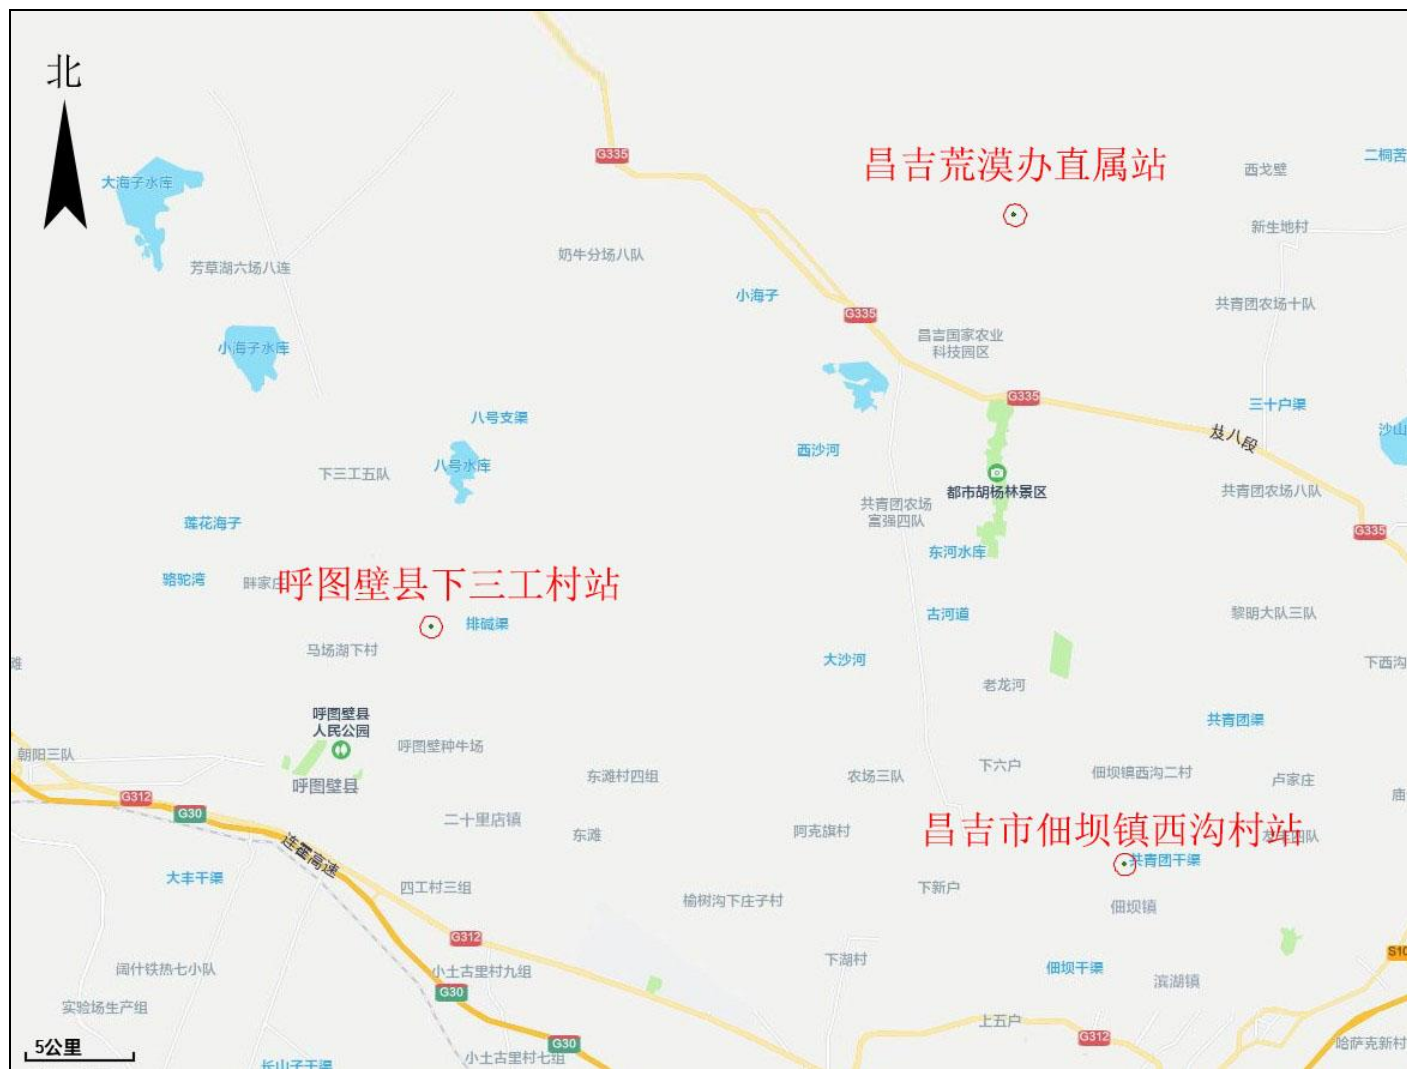 北
G335
昌吉荒漠办直属站
二桐苦
西戈壁
大海子水库
新生地村
奶牛分场八队
芳草湖六场八连
小海子
共青团农场十队
G335
昌吉国家农业
科技园区
小海子水库
G335
三十户渠
八号支渠
沙山
及八段
西沙河
八号水库
下三工五队
都市胡杨林景区
共青团农场八队
共青团农场
富强四队
莲花海子
G335
东河水库
骆驼湾
畔家庄
呼图壁县下三工村站
古河道
黎明大队三队
排碱渠
马场湖下村
滩
大沙河
下西沟
老龙河
呼图壁县
人民公园
共青团渠
呼图壁种牛场
朝阳三队
东滩村四组
农场三队
下六户
佃坝镇西沟二村
卢家庄
呼图壁县
庙
G312
G30
二十里店镇
东滩
阿克旗村
昌吉市佃坝镇西沟村站
连霍高速
共青团干渠
大丰干渠
四工村三组
下新户
榆树沟下庄子村
佃坝镇
G312
S10
下湖村
阔什铁热七小队
小土古里村九组
佃坝干渠
滨湖镇
G30
实验场生产组
上五户
G312
5公里
G30
哈萨克新村
小土古里村七组
长山子干渠